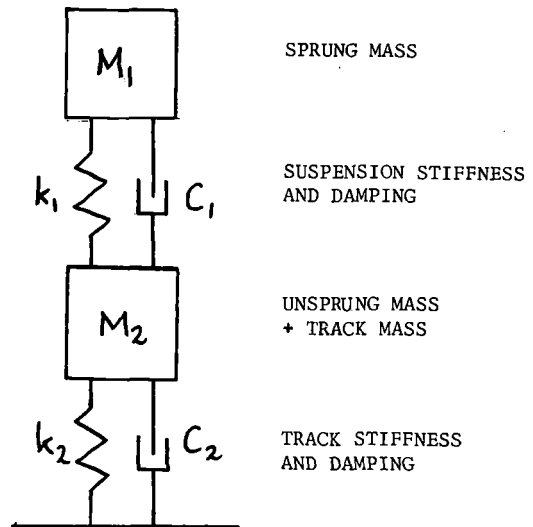 M1
SPRUNG MASS
k1
C1
SUSPENSION STIFFNESS
AND DAMPING
M2
UNSPRUNG MASS
+ TRACK MASS
k2
C2
TRACK STIFFNESS
AND DAMPING